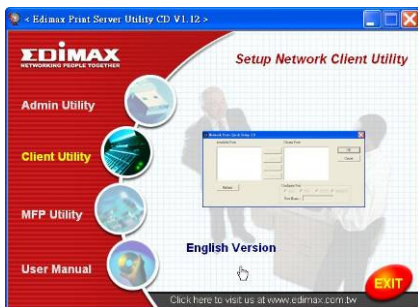 < Edimax Print Server Utility CD V1.12 >
EDIMAX
NETWORKING PEOPLE TOGETHER
Setup Network Client Utility
Admin Utility
Client Utility
MFP Utility
User Manual
English Version
EXIT
Click here to visit us at www.edimax.com.tw